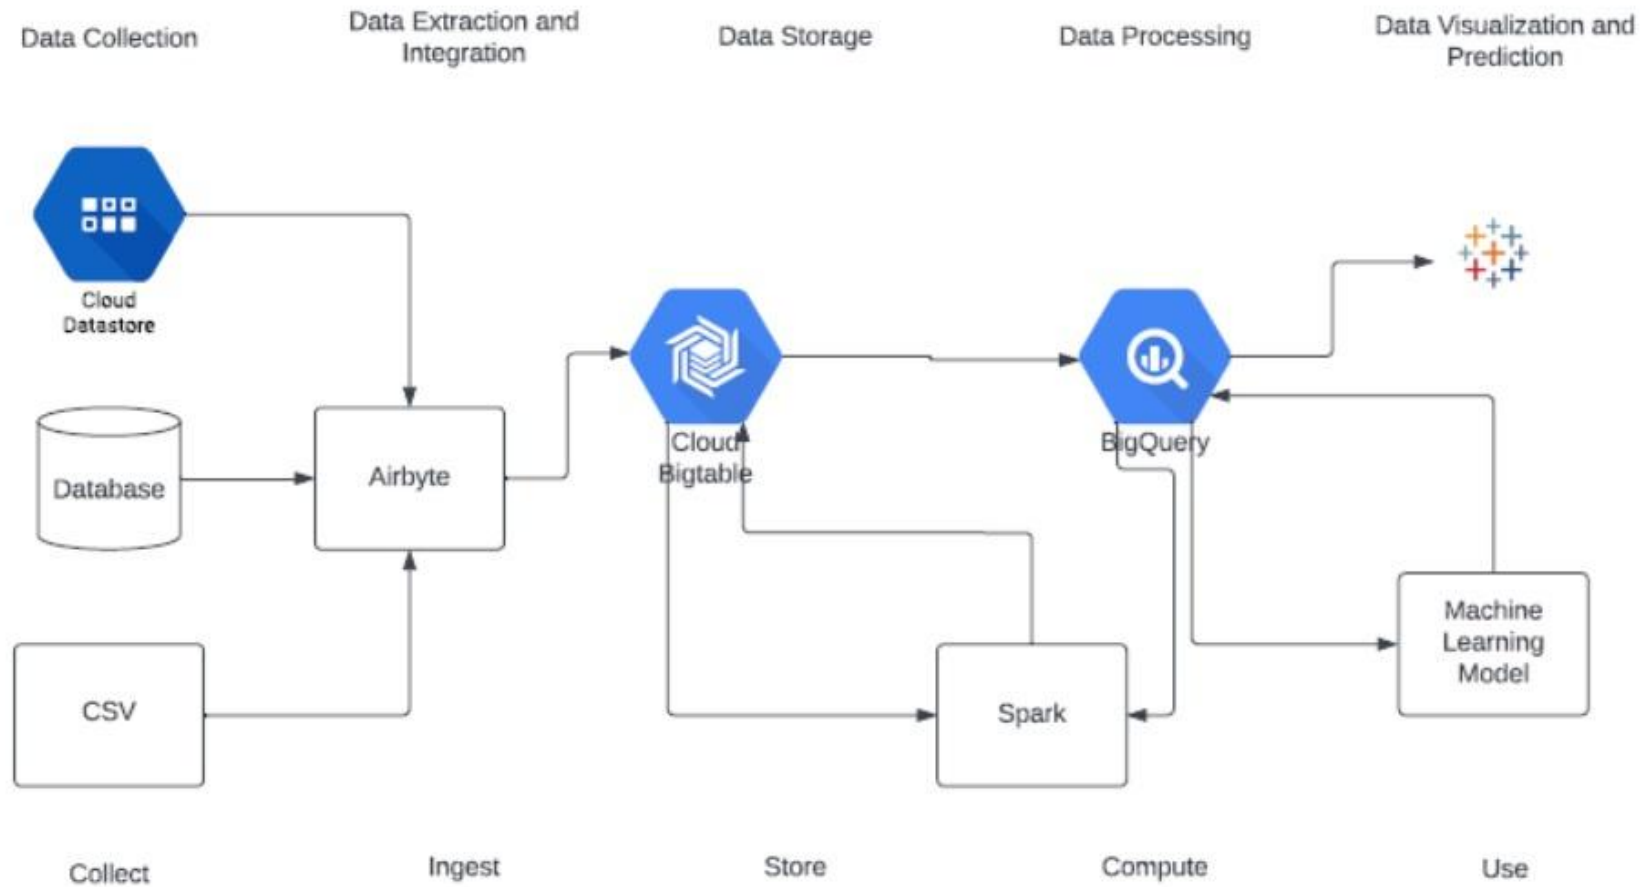 Data Collection
Data Extraction and
Integration
Data Storage
Data Processing
Data Visualization and
Prediction
Cloud
Datastore
Database
Airbyte
Cloud
Bigtable
BigQuery
CSV
Spark
Machine
Learning
Model
Collect
Ingest
Store
Compute
Use